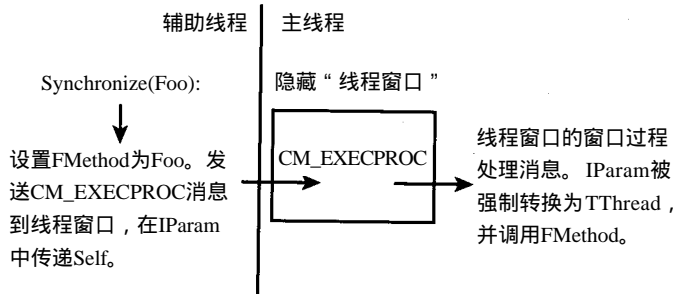 辅助线程
主线程
Synchronize(Foo):
设置FMethod为Foo。发
送CM_EXECPROC消息
到线程窗口，在IParam
中传递Self。
隐藏“线程窗口”
CM_EXECPROC
线程窗口的窗口过程
处理消息。IParam被
强制转换为TThread，
并调用FMethod。